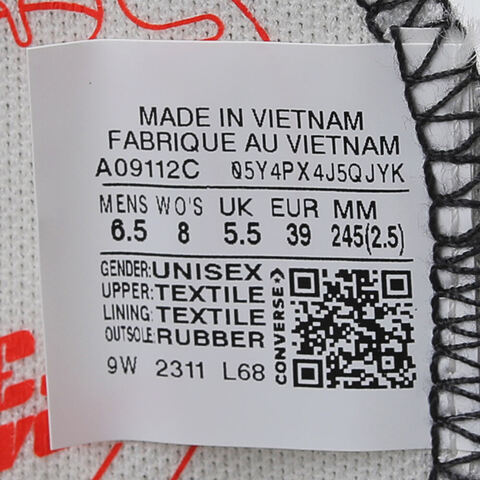 MADE IN VIETNAM
FABRIQUE AU VIETNAM
A09112C 05Y4PX4J5QJYK
MENS WO'S UK EUR MM
6.5 8 5.5 39 245(2.5)
GENDER: UNISEX
UPPER: TEXTILE
LINING: TEXTILE
OUTSOLE: RUBBER
CONVERSE
9W 2311 L68